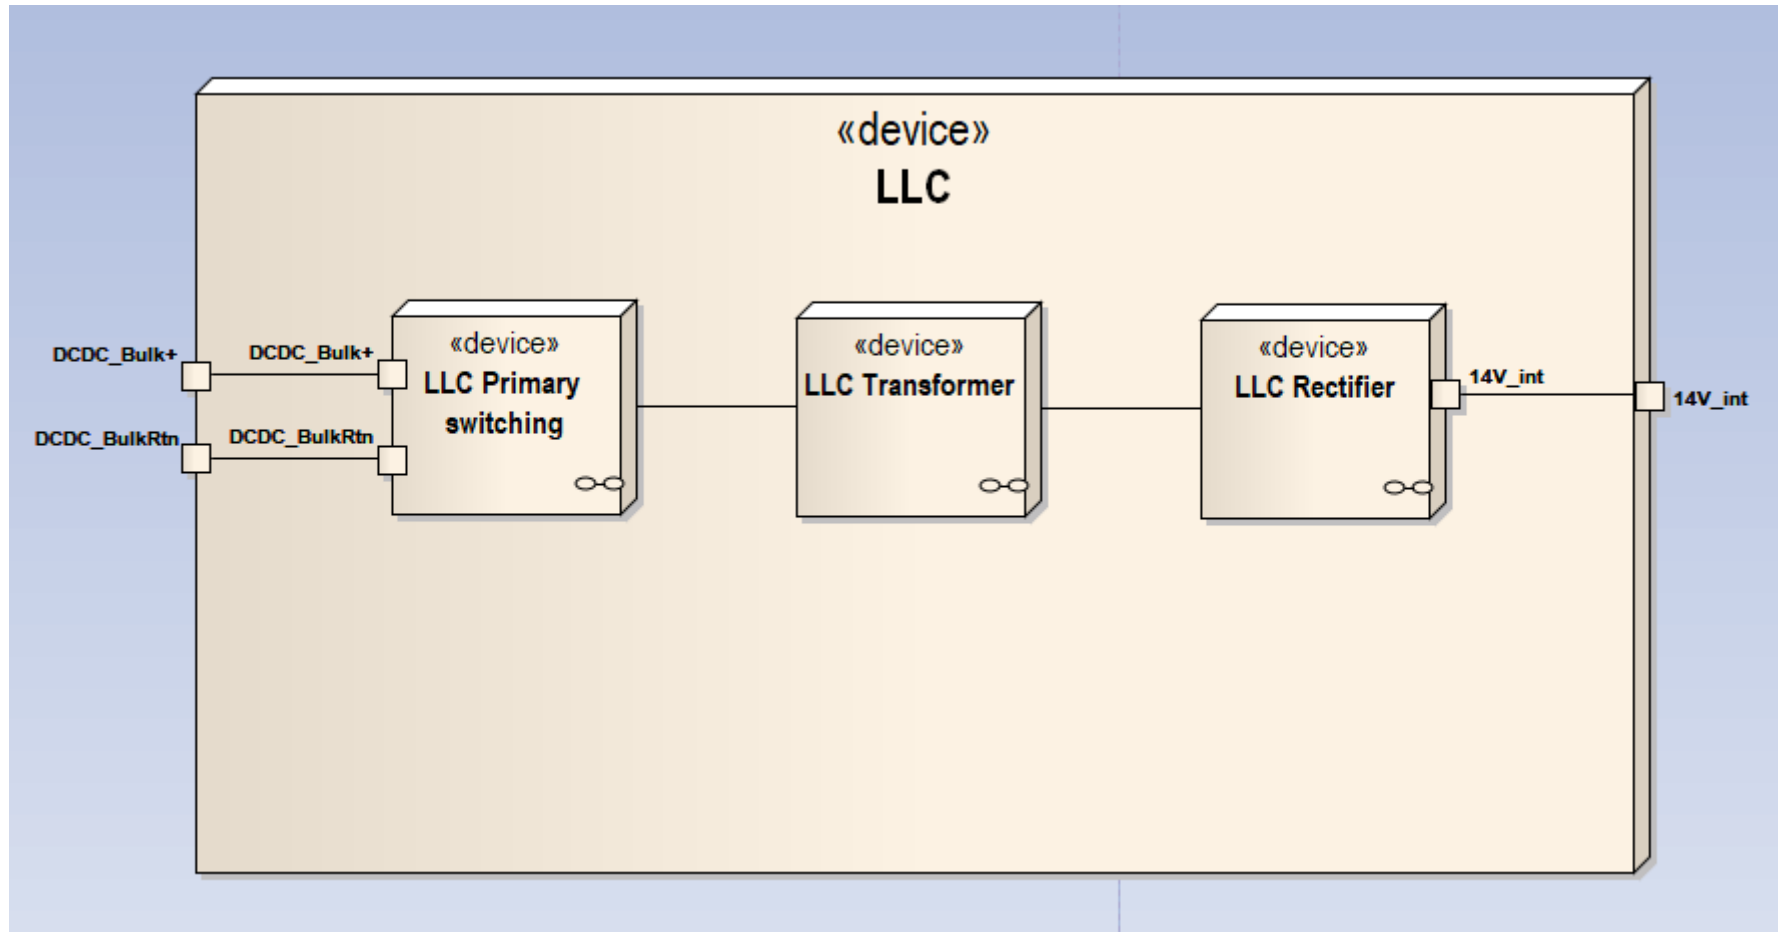 «device»
LLC
DCDC_Bulk+
DCDC_Bulk+
«device»
LLC Primary
switching
DCDC_BulkRtn
DCDC_BulkRtn
«device»
LLC Transformer
«device»
LLC Rectifier
14V_int
14V_int